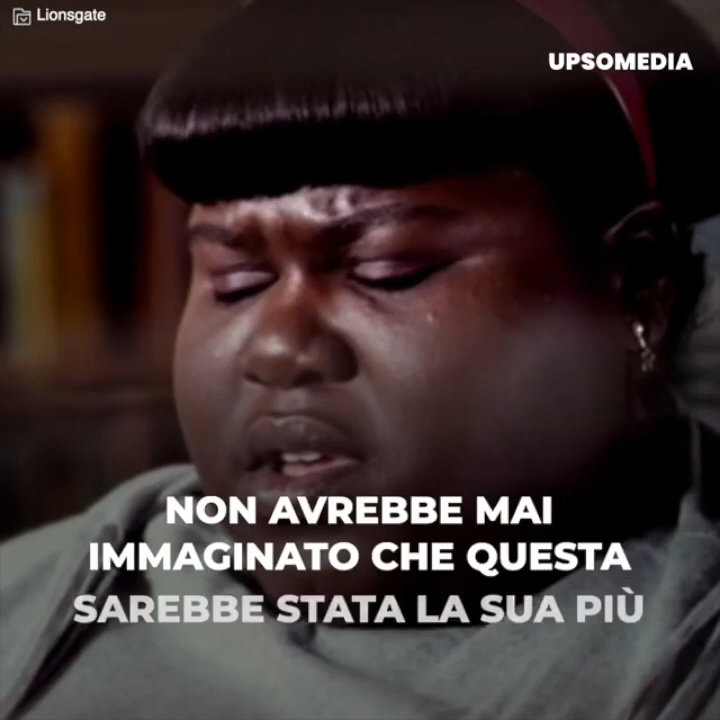 Lionsgate
UPSOMEDIA
NON AVREBBE MAI
IMMAGINATO CHE QUESTA
SAREBBE STATA LA SUA PIÙ